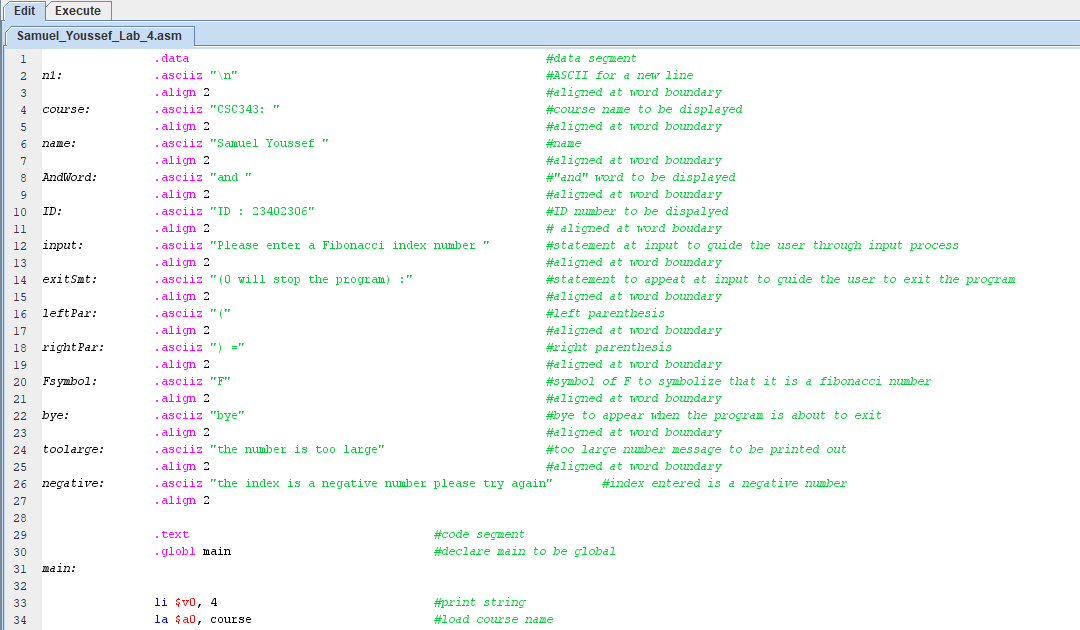 Edit Execute
Samuel_Youssef_Lab_4.asm
1 .data #data segment
2 nl: .asciiz "\n" #ASCII for a new line
3 .align 2 #aligned at word boundary
4 course: .asciiz "CSC343: " #course name to be displayed
5 .align 2 #aligned at word boundary
6 name: .asciiz "Samuel Youssef " #name
7 .align 2 #aligned at word boundary
8 AndWord: .asciiz "and " #"and" word to be displayed
9 .align 2 #aligned at word boundary
10 ID: .asciiz "ID : 23402306" #ID number to be dispalyed
11 .align 2 # aligned at word boudary
12 input: .asciiz "Please enter a Fibonacci index number " #statement at input to guide the user through input process
13 .align 2 #aligned at word boundary
14 exitSmt: .asciiz "(0 will stop the program) :" #statement to appeat at input to guide the user to exit the program
15 .align 2 #aligned at word boundary
16 leftPar: .asciiz "(" #left parenthesis
17 .align 2 #aligned at word boundary
18 rightPar: .asciiz ") =" #right parenthesis
19 .align 2 #aligned at word boundary
20 Fsymbol: .asciiz "F" #symbol of F to symbolize that it is a fibonacci number
21 .align 2 #aligned at word boundary
22 bye: .asciiz "bye" #bye to appear when the program is about to exit
23 .align 2 #aligned at word boundary
24 toolarge: .asciiz "the number is too large" #too large number message to be printed out
25 .align 2 #aligned at word boundary
26 negative: .asciiz "the index is a negative number please try again" #index entered is a negative number
27 .align 2
28
29 .text #code segment
30 .globl main #declare main to be global
31 main:
32
33 li $v0, 4 #print string
34 la $a0, course #load course name